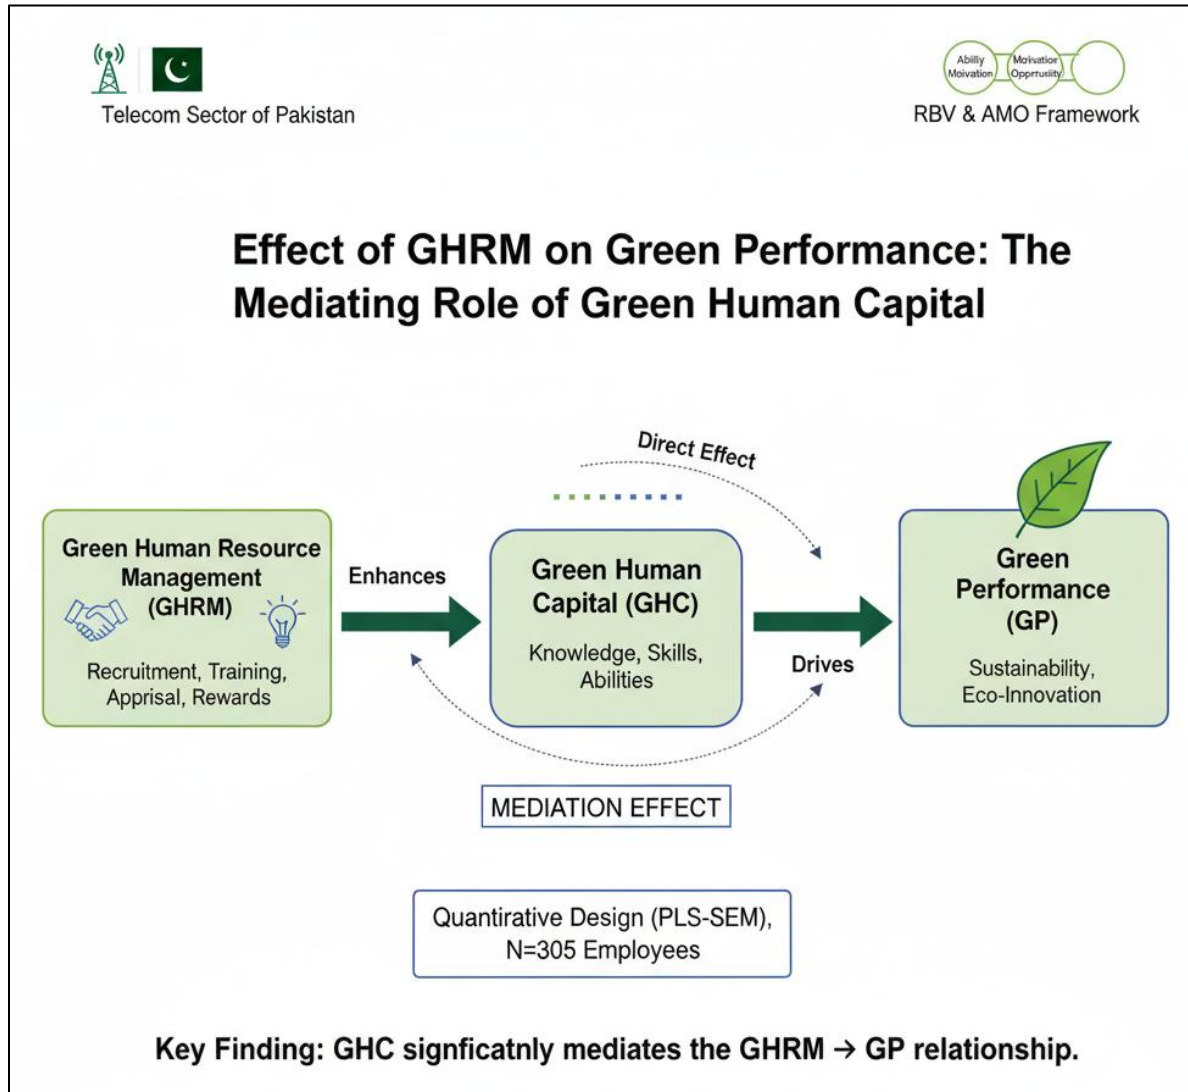 Telecom Sector of Pakistan
Abiliy
Moivation
Moᴎivatioᴎ
Opprtusility
RBV & AMO Framework
Effect of GHRM on Green Performance: The
Mediating Role of Green Human Capital
Direct Effect
Green Human Resource
Management
(GHRM)
Recruitment, Training,
Apprisal, Rewards
Enhances
Green Human
Capital (GHC)
Knowledge, Skills,
Abilities
Drives
Green
Performance
(GP)
Sustainability,
Eco-Innovation
MEDIATION EFFECT
Quantirative Design (PLS-SEM),
N=305 Employees
Key Finding: GHC signficatnly mediates the GHRM → GP relationship.